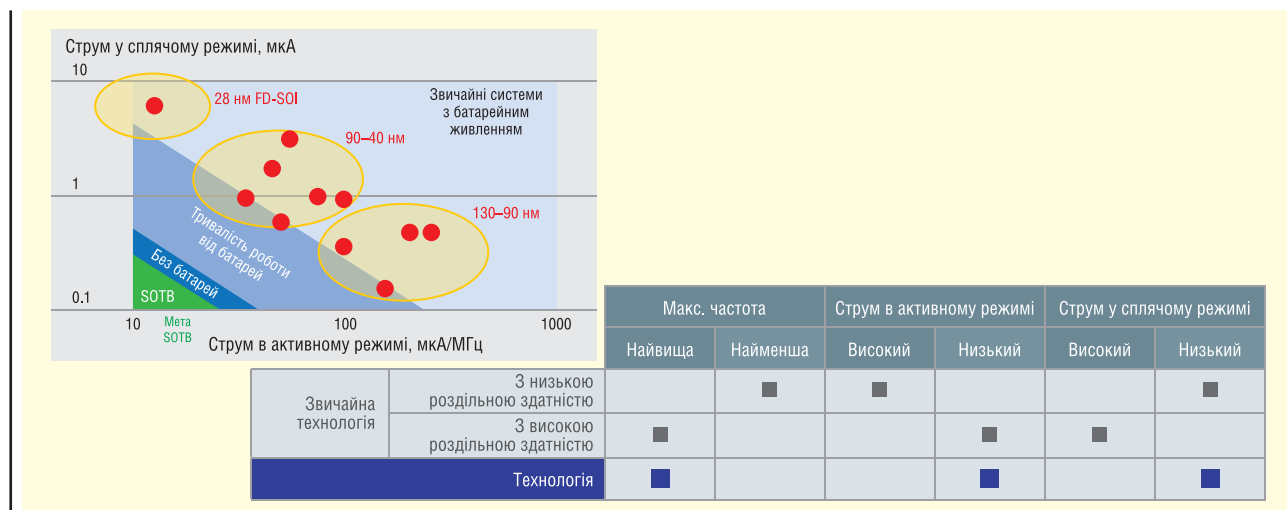 Струм у сплячому режимі, мкА
10
28 нм FD-SOI
Звичайні системи
з батарейним
живленням
90–40 нм
1
130–90 нм
Тривалість роботи
від батарей
Без батарей
SOTB
0.1
10
Мета
SOTB
100
1000
Струм в активному режимі, мкА/МГц
Макс. частота
Струм в активному режимі
Струм у сплячому режимі
Найвища
Найменша
Високий
Низький
Високий
Низький
Звичайна
технологія
З низькою
роздільною здатністю
З високою
роздільною здатністю
Технологія